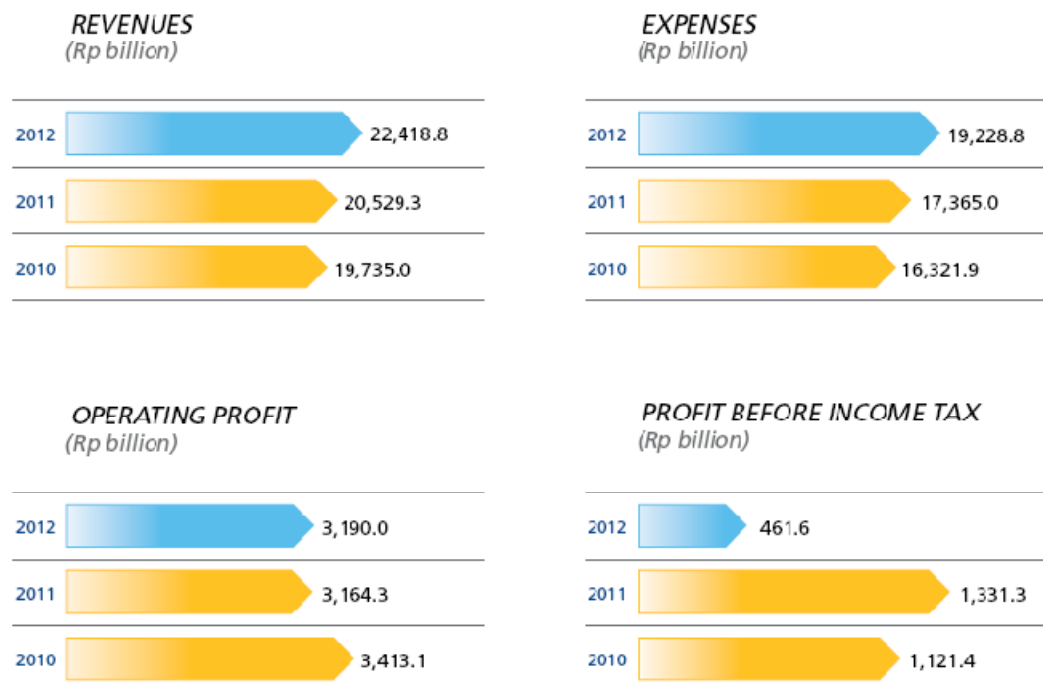 REVENUES
(Rp billion)
2012 22,418.8
2011 20,529.3
2010 19,735.0
EXPENSES
(Rp billion)
2012 19,228.8
2011 17,365.0
2010 16,321.9
OPERATING PROFIT
(Rp billion)
2012 3,190.0
2011 3,164.3
2010 3,413.1
PROFIT BEFORE INCOME TAX
(Rp billion)
2012 461.6
2011 1,331.3
2010 1,121.4